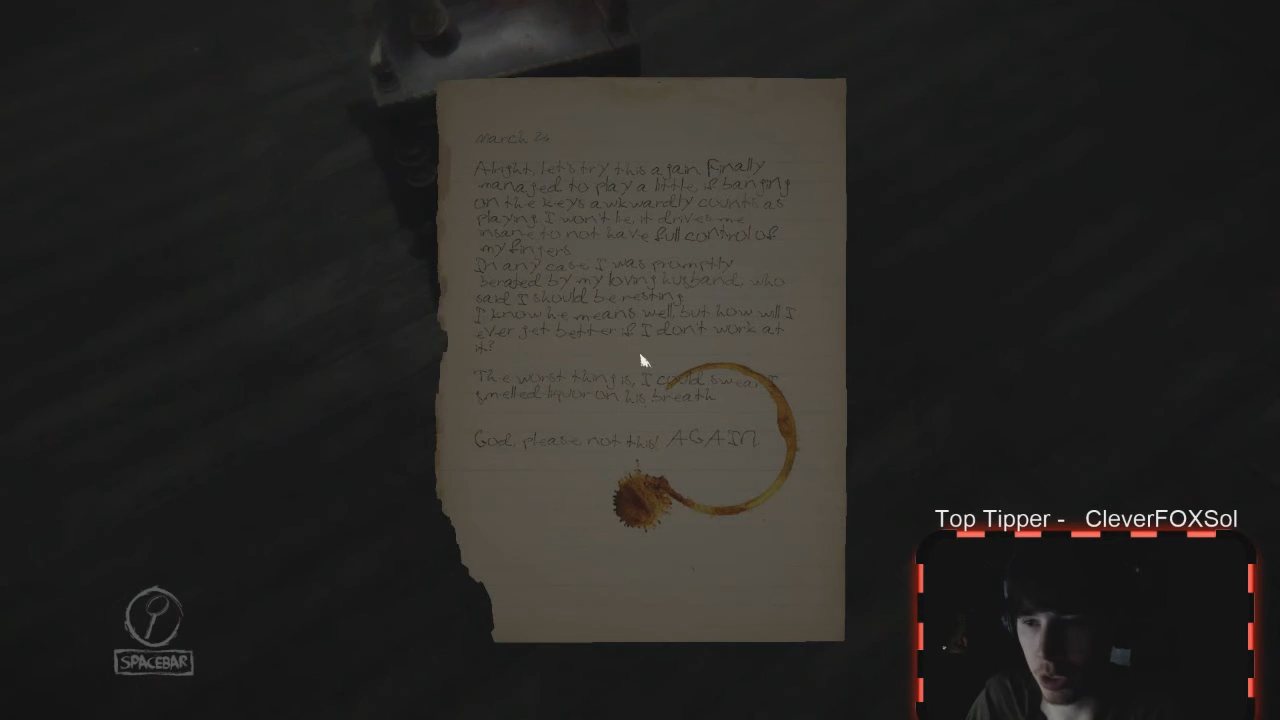 March 26
Alright, let's try this again. Finally
managed to play a little, if banging
on the keys awkwardly counts as
playing. I won't lie, it drives me
insane to not have full control of
my fingers
In any case, I was promptly
berated by my loving husband, who
said I should be resting
I know he means well, but how will I
ever get better if I don't work at
it?
The worst thing is, I could swear I
smelled liquor on his breath
God, please not this AGAIN
SPACEBAR
Top Tipper - CleverFOXSol